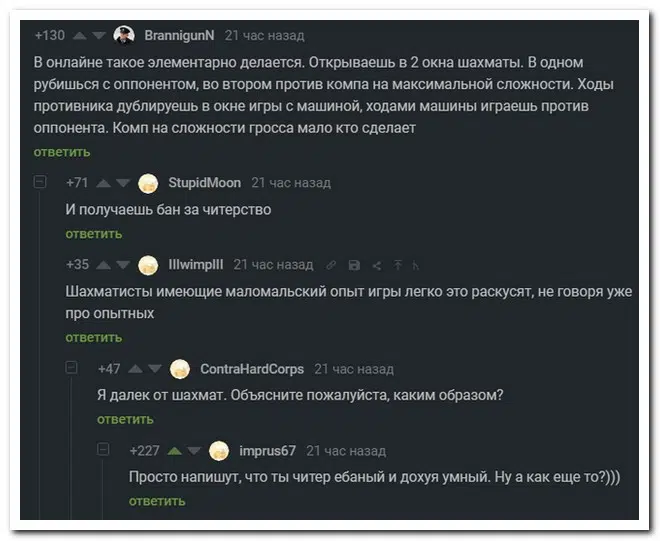 +130 BrannigunN 21 час назад
В онлайне такое элементарно делается. Открываешь в 2 окна шахматы. В одном
рубишься с оппонентом, во втором против компа на максимальной сложности. Ходы
противника дублируешь в окне игры с машиной, ходами машины играешь против
оппонента. Комп на сложности гросса мало кто сделает
ответить
+71 StupidMoon 21 час назад
И получаешь бан за читерство
ответить
+35 IIIwimpIII 21 час назад
Шахматисты имеющие маломальский опыт игры легко это раскусят, не говоря уже
про опытных
ответить
+47 ContraHardCorps 21 час назад
Я далек от шахмат. Объясните пожалуйста, каким образом?
ответить
+227 imprus67 21 час назад
Просто напишут, что ты читер ебаный и дохуя умный. Ну а как еще то?)))
ответить